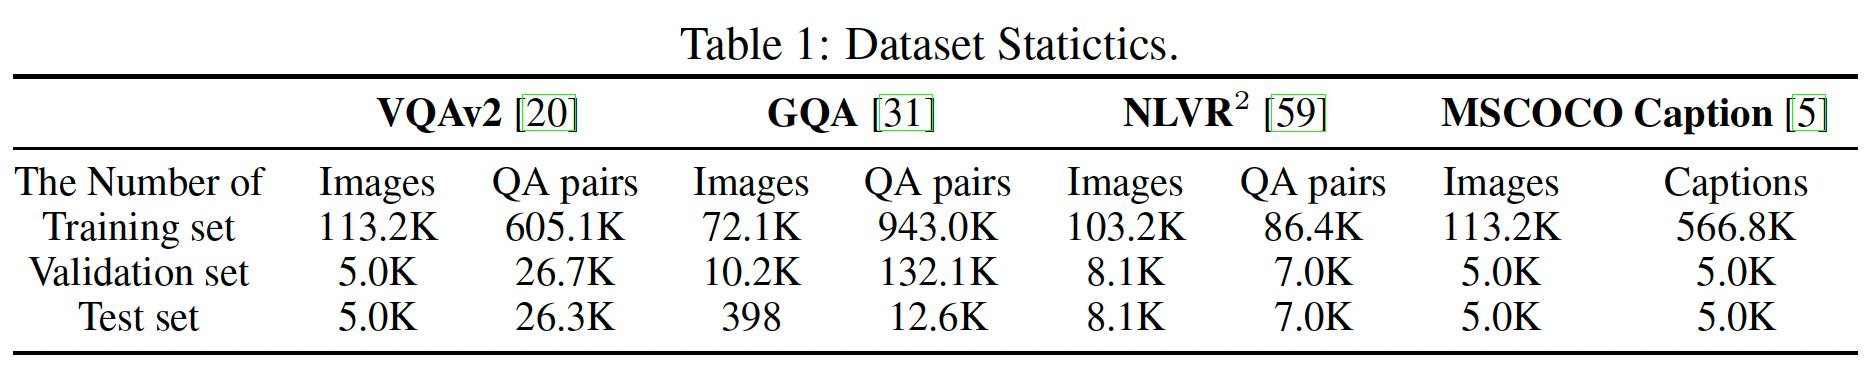 Table 1: Dataset Statictics.
VQAv2 [20] GQA [31] NLVR² [59] MSCOCO Caption [5]
The Number of Images QA pairs Images QA pairs Images QA pairs Images Captions
Training set 113.2K 605.1K 72.1K 943.0K 103.2K 86.4K 113.2K 566.8K
Validation set 5.0K 26.7K 10.2K 132.1K 8.1K 7.0K 5.0K 5.0K
Test set 5.0K 26.3K 398 12.6K 8.1K 7.0K 5.0K 5.0K